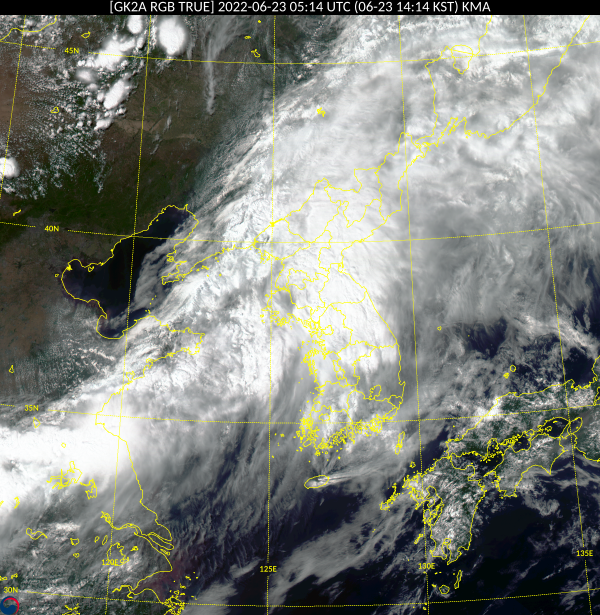 [GK2A RGB TRUE] 2022-06-23 05:14 UTC (06-23 14:14 KST) KMA
45N
40N
35N
135E
120E
125E
130E
30N